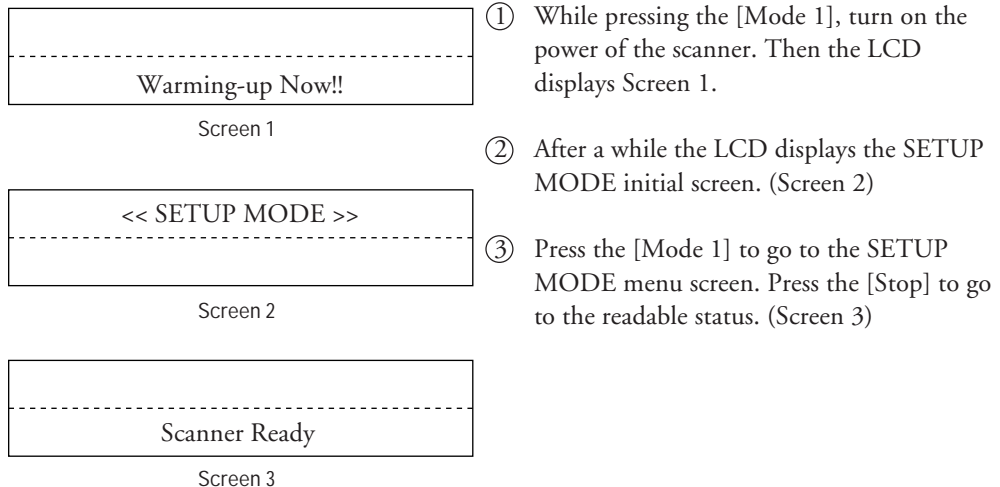 Warming-up Now!!
Screen 1
<< SETUP MODE >>
Screen 2
Scanner Ready
Screen 3
① While pressing the [Mode 1], turn on the
power of the scanner. Then the LCD
displays Screen 1.
② After a while the LCD displays the SETUP
MODE initial screen. (Screen 2)
③ Press the [Mode 1] to go to the SETUP
MODE menu screen. Press the [Stop] to go
to the readable status. (Screen 3)